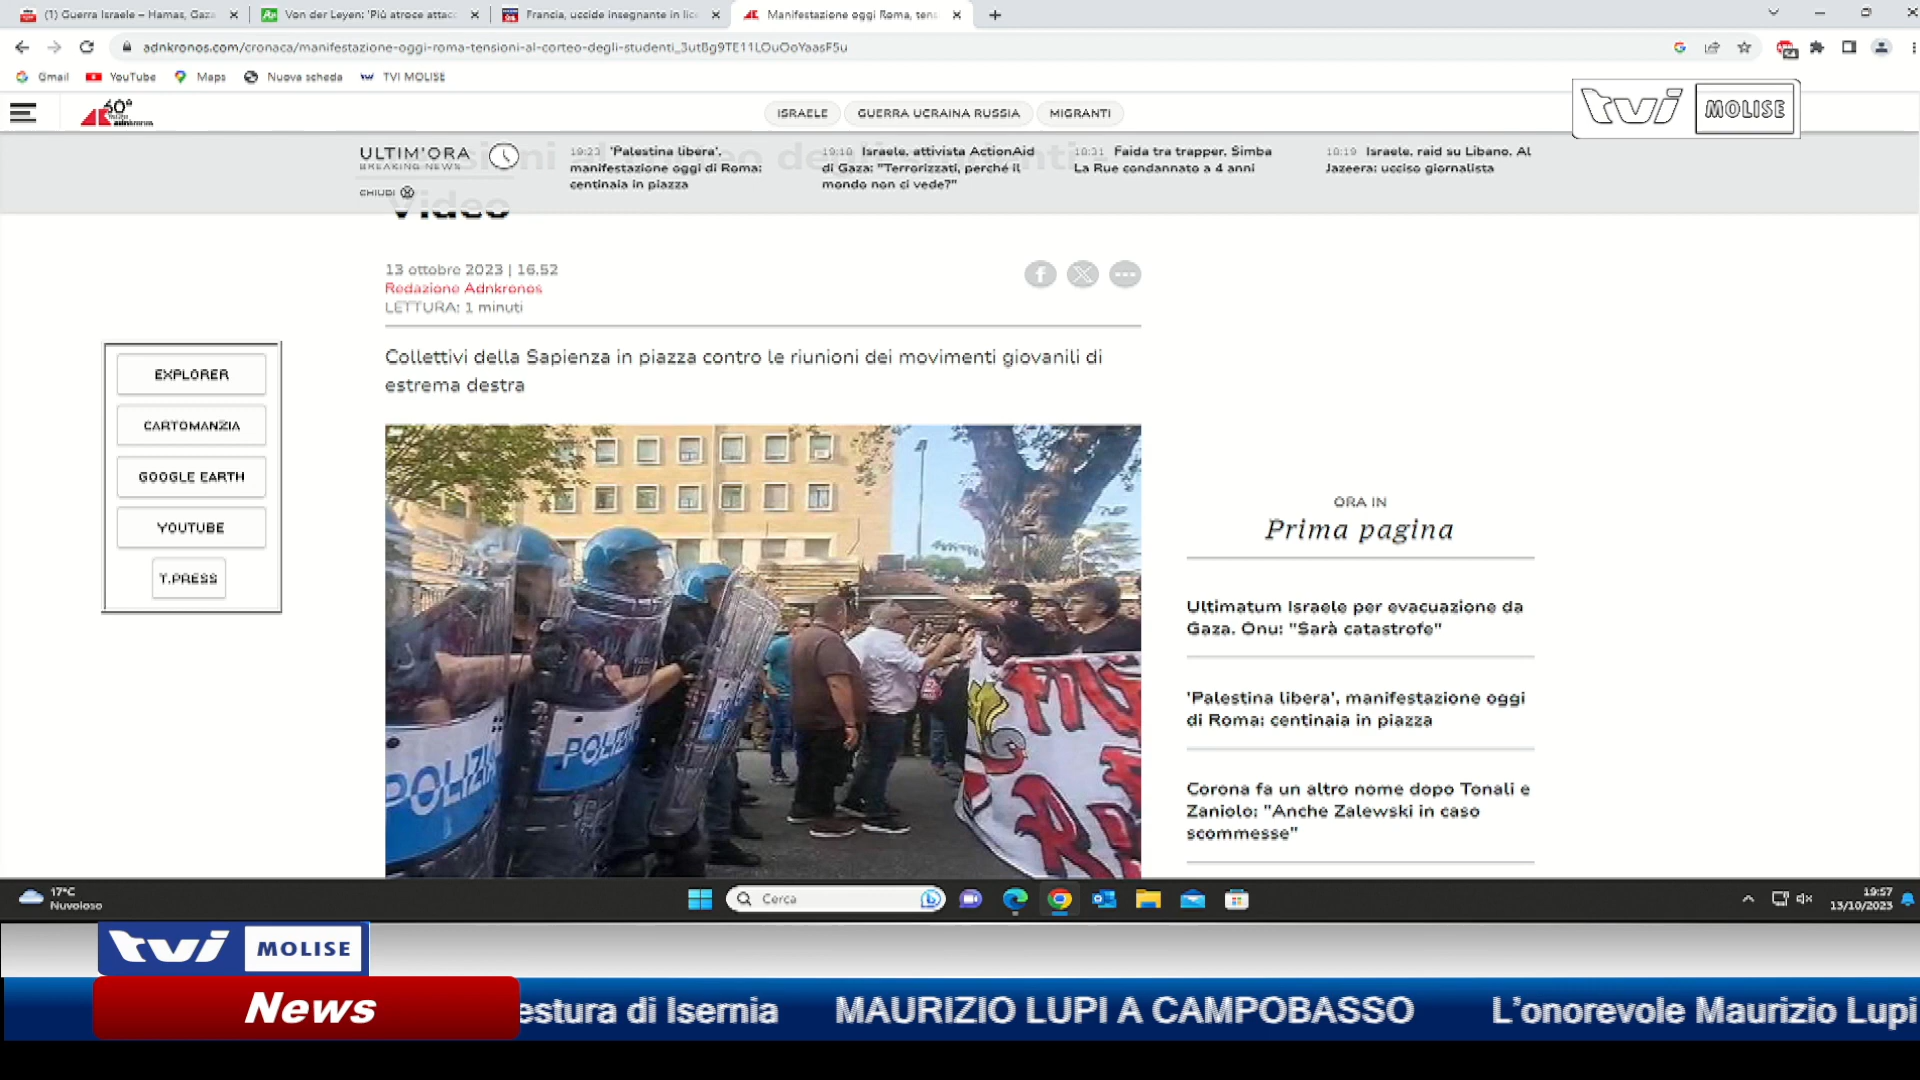 (1) Guerra Israele – Hamas, Gaza
Von der Leyen: 'Più atroce attacc
Francia, uccide insegnante in lice
Manifestazione oggi Roma, tens
adnkronos.com/cronaca/manifestazione-oggi-roma-tensioni-al-corteo-degli-studenti_3utBg9TE11LOuOoYaasF5u
Gmail
YouTube
Maps
Nuova scheda
TVI MOLISE
60°
adnkronos
ISRAELE
GUERRA UCRAINA RUSSIA
MIGRANTI
tvi MOLISE
ULTIM'ORA
BREAKING NEWS
CHIUDI
19:23 'Palestina libera',
manifestazione oggi di Roma:
centinaia in piazza
19:10 Israele, attivista ActionAid
di Gaza: "Terrorizzati, perché il
mondo non ci vede?"
Faida tra trapper, Simba
La Rue condannato a 4 anni
Israele, raid su Libano. Al
Jazeera: ucciso giornalista
Video
13 ottobre 2023 | 16.52
Redazione Adnkronos
LETTURA: 1 minuti
Collettivi della Sapienza in piazza contro le riunioni dei movimenti giovanili di
estrema destra
EXPLORER
CARTOMANZIA
GOOGLE EARTH
YOUTUBE
T.PRESS
POLIZIA
POLIZIA
ORA IN
Prima pagina
Ultimatum Israele per evacuazione da
Gaza. Onu: "Sarà catastrofe"
'Palestina libera', manifestazione oggi
di Roma: centinaia in piazza
Corona fa un altro nome dopo Tonali e
Zaniolo: "Anche Zalewski in caso
scommesse"
17°C
Nuvoloso
Cerca
19:57
13/10/2023
tvi MOLISE
News
estura di Isernia MAURIZIO LUPI A CAMPOBASSO L'onorevole Maurizio Lupi